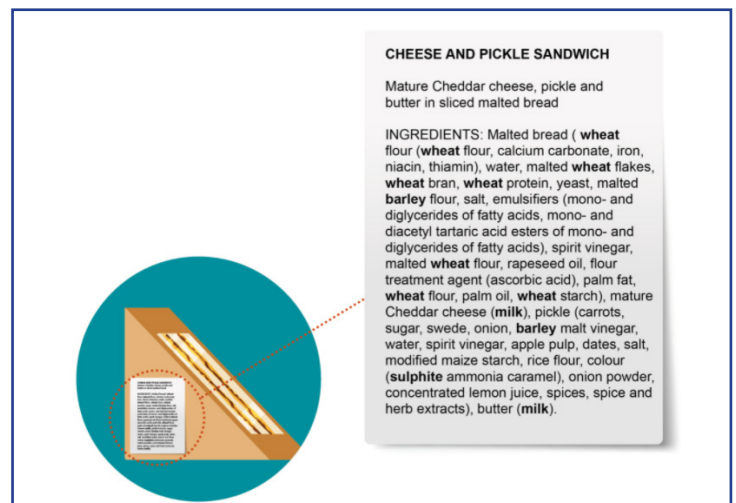 CHEESE AND PICKLE SANDWICH
Mature Cheddar cheese, pickle and
butter in sliced malted bread
INGREDIENTS: Malted bread ( wheat
flour (wheat flour, calcium carbonate, iron,
niacin, thiamin), water, malted wheat flakes,
wheat bran, wheat protein, yeast, malted
barley flour, salt, emulsifiers (mono- and
diglycerides of fatty acids, mono- and
diacetyl tartaric acid esters of mono- and
diglycerides of fatty acids), spirit vinegar,
malted wheat flour, rapeseed oil, flour
treatment agent (ascorbic acid), palm fat,
wheat flour, palm oil, wheat starch), mature
Cheddar cheese (milk), pickle (carrots,
sugar, swede, onion, barley malt vinegar,
water, spirit vinegar, apple pulp, dates, salt,
modified maize starch, rice flour, colour
(sulphite ammonia caramel), onion powder,
concentrated lemon juice, spices, spice and
herb extracts), butter (milk).